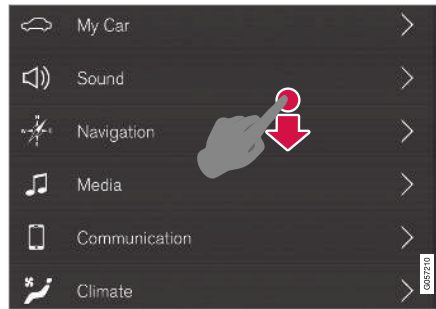 My Car
Sound
Navigation
Media
Communication
Climate
G057210